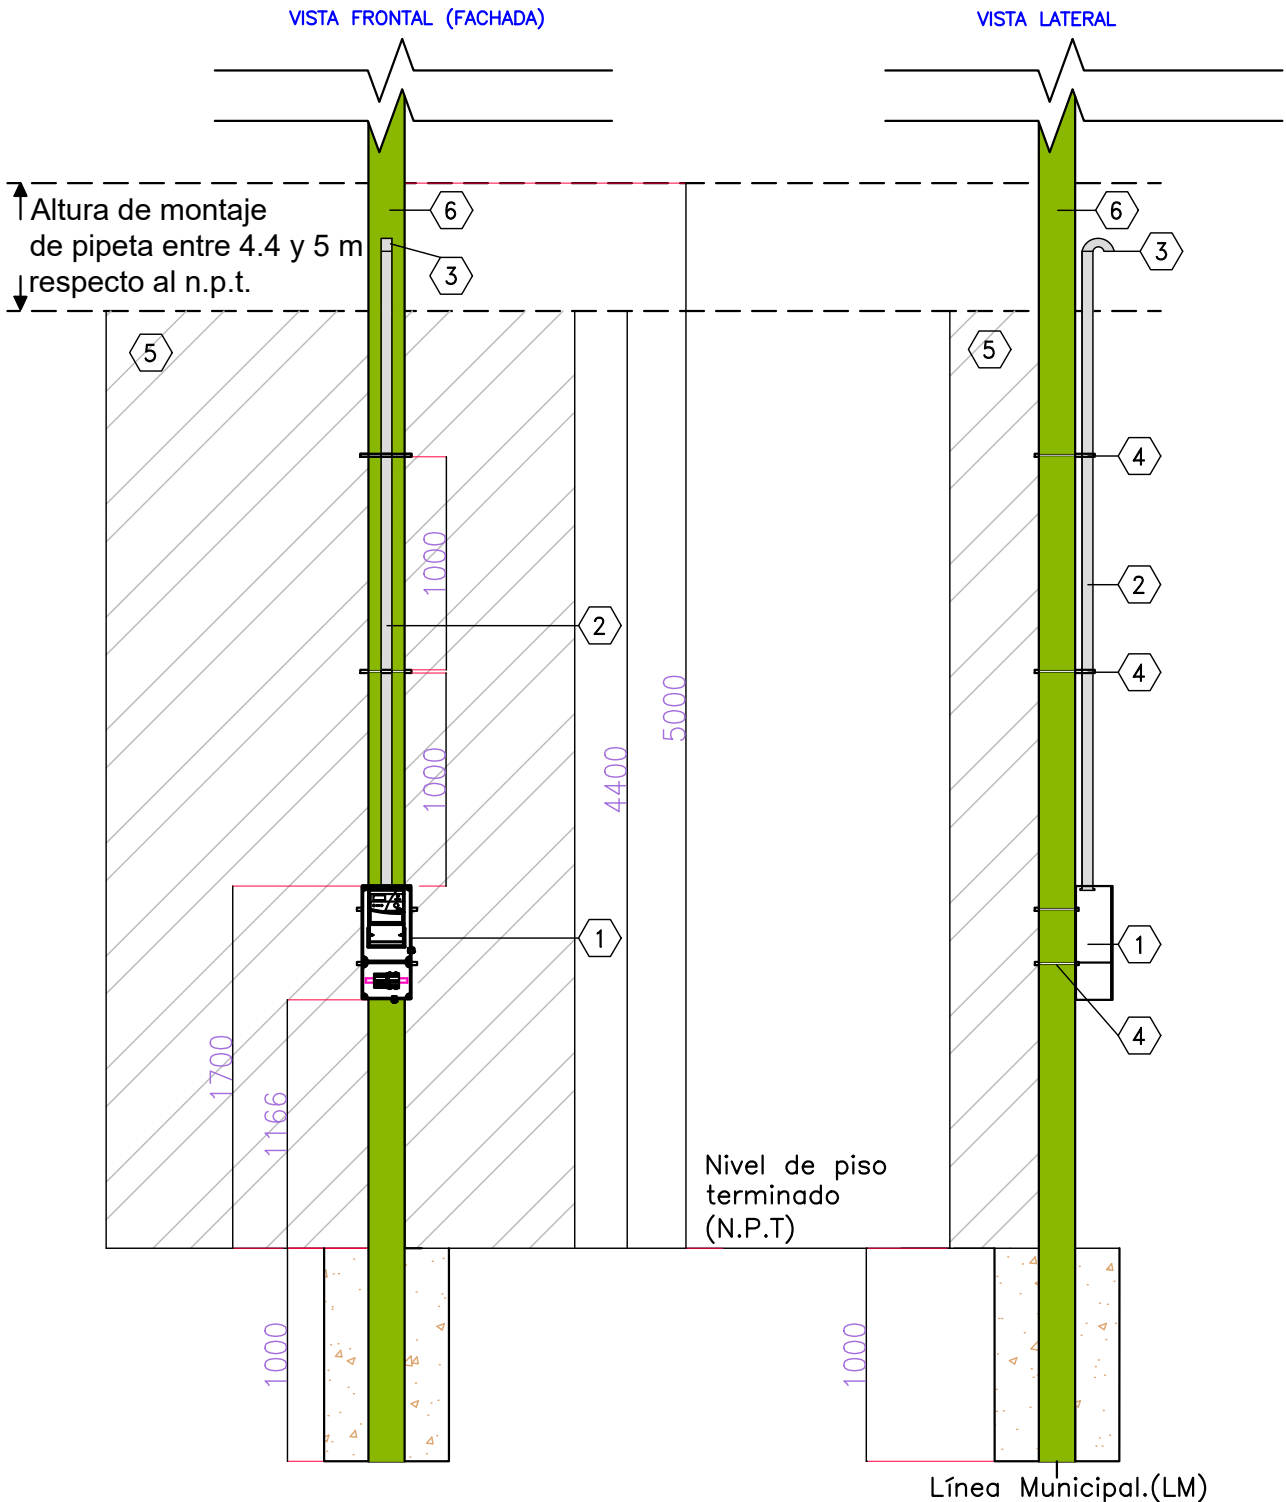 VISTA FRONTAL (FACHADA)
VISTA LATERAL
Altura de montaje
de pipeta entre 4.4 y 5 m
respecto al n.p.t.
6
3
5
2
1
1000
1000
5000
4400
1700
1166
1000
Nivel de piso
terminado
(N.P.T)
6
3
5
4
2
4
1
4
1000
Línea Municipal.(LM)